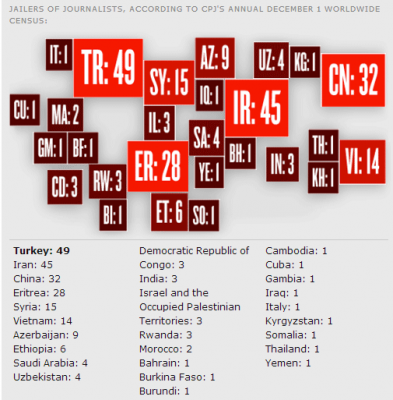 JAILERS OF JOURNALISTS, ACCORDING TO CPJ'S ANNUAL DECEMBER 1 WORLDWIDE
CENSUS:
IT: 1
TR: 49
SY: 15
AZ: 9
UZ: 4
KG: 1
CN: 32
IQ: 1
IR: 45
CU: 1
MA: 2
IL: 3
SA: 4
GM: 1
BF: 1
ER: 28
YE: 1
BH: 1
IN: 3
TH: 1
VI: 14
KH: 1
CD: 3
RW: 3
BI: 1
ET: 6
SO: 1
Turkey: 49
Iran: 45
China: 32
Eritrea: 28
Syria: 15
Vietnam: 14
Azerbaijan: 9
Ethiopia: 6
Saudi Arabia: 4
Uzbekistan: 4
Democratic Republic of
Congo: 3
India: 3
Israel and the
Occupied Palestinian
Territories: 3
Rwanda: 3
Morocco: 2
Bahrain: 1
Burkina Faso: 1
Burundi: 1
Cambodia: 1
Cuba: 1
Gambia: 1
Iraq: 1
Italy: 1
Kyrgyzstan: 1
Somalia: 1
Thailand: 1
Yemen: 1